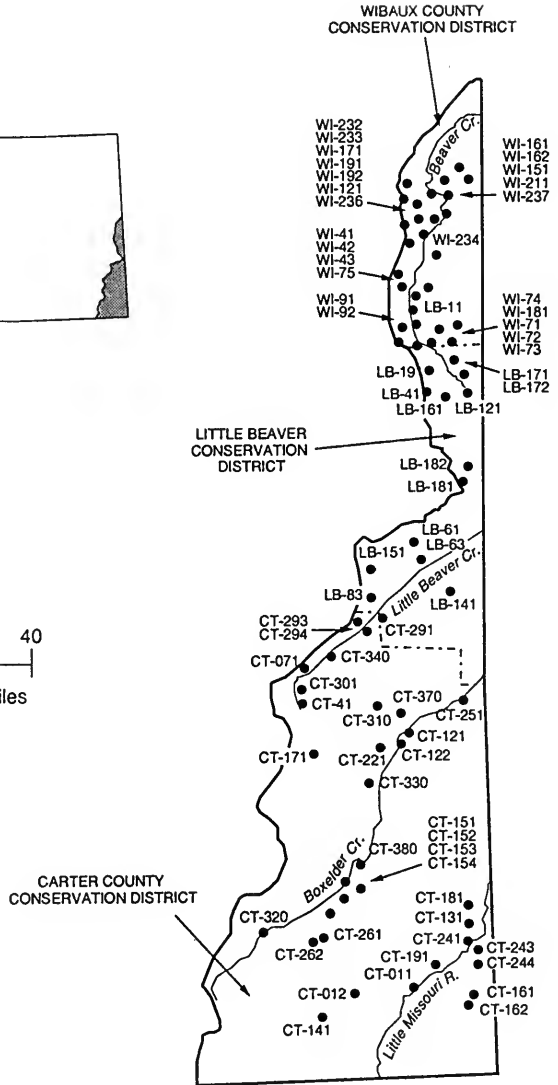 WIBAUX COUNTY
CONSERVATION DISTRICT
Beaver Cr.
WI-232
WI-233
WI-171
WI-191
WI-192
WI-121
WI-236
WI-161
WI-162
WI-151
WI-211
WI-237
WI-41
WI-42
WI-43
WI-75
WI-234
WI-91
WI-92
LB-11
WI-74
WI-181
WI-71
WI-72
WI-73
LB-19
LB-171
LB-172
LB-41
LB-161
LB-121
LITTLE BEAVER
CONSERVATION
DISTRICT
LB-182
LB-181
LB-61
LB-151
LB-63
Little Beaver Cr.
LB-83
LB-141
CT-293
CT-294
CT-291
40
iles
CT-071
CT-340
CT-301
CT-41
CT-370
CT-310
CT-251
CT-121
CT-171
CT-221
CT-122
CT-330
CT-151
CT-152
CT-153
CT-154
CT-380
Boxelder Cr.
CARTER COUNTY
CONSERVATION DISTRICT
CT-181
CT-131
CT-320
CT-261
CT-241
CT-243
CT-262
CT-191
CT-244
CT-011
CT-012
CT-161
CT-162
CT-141
Little Missouri R.